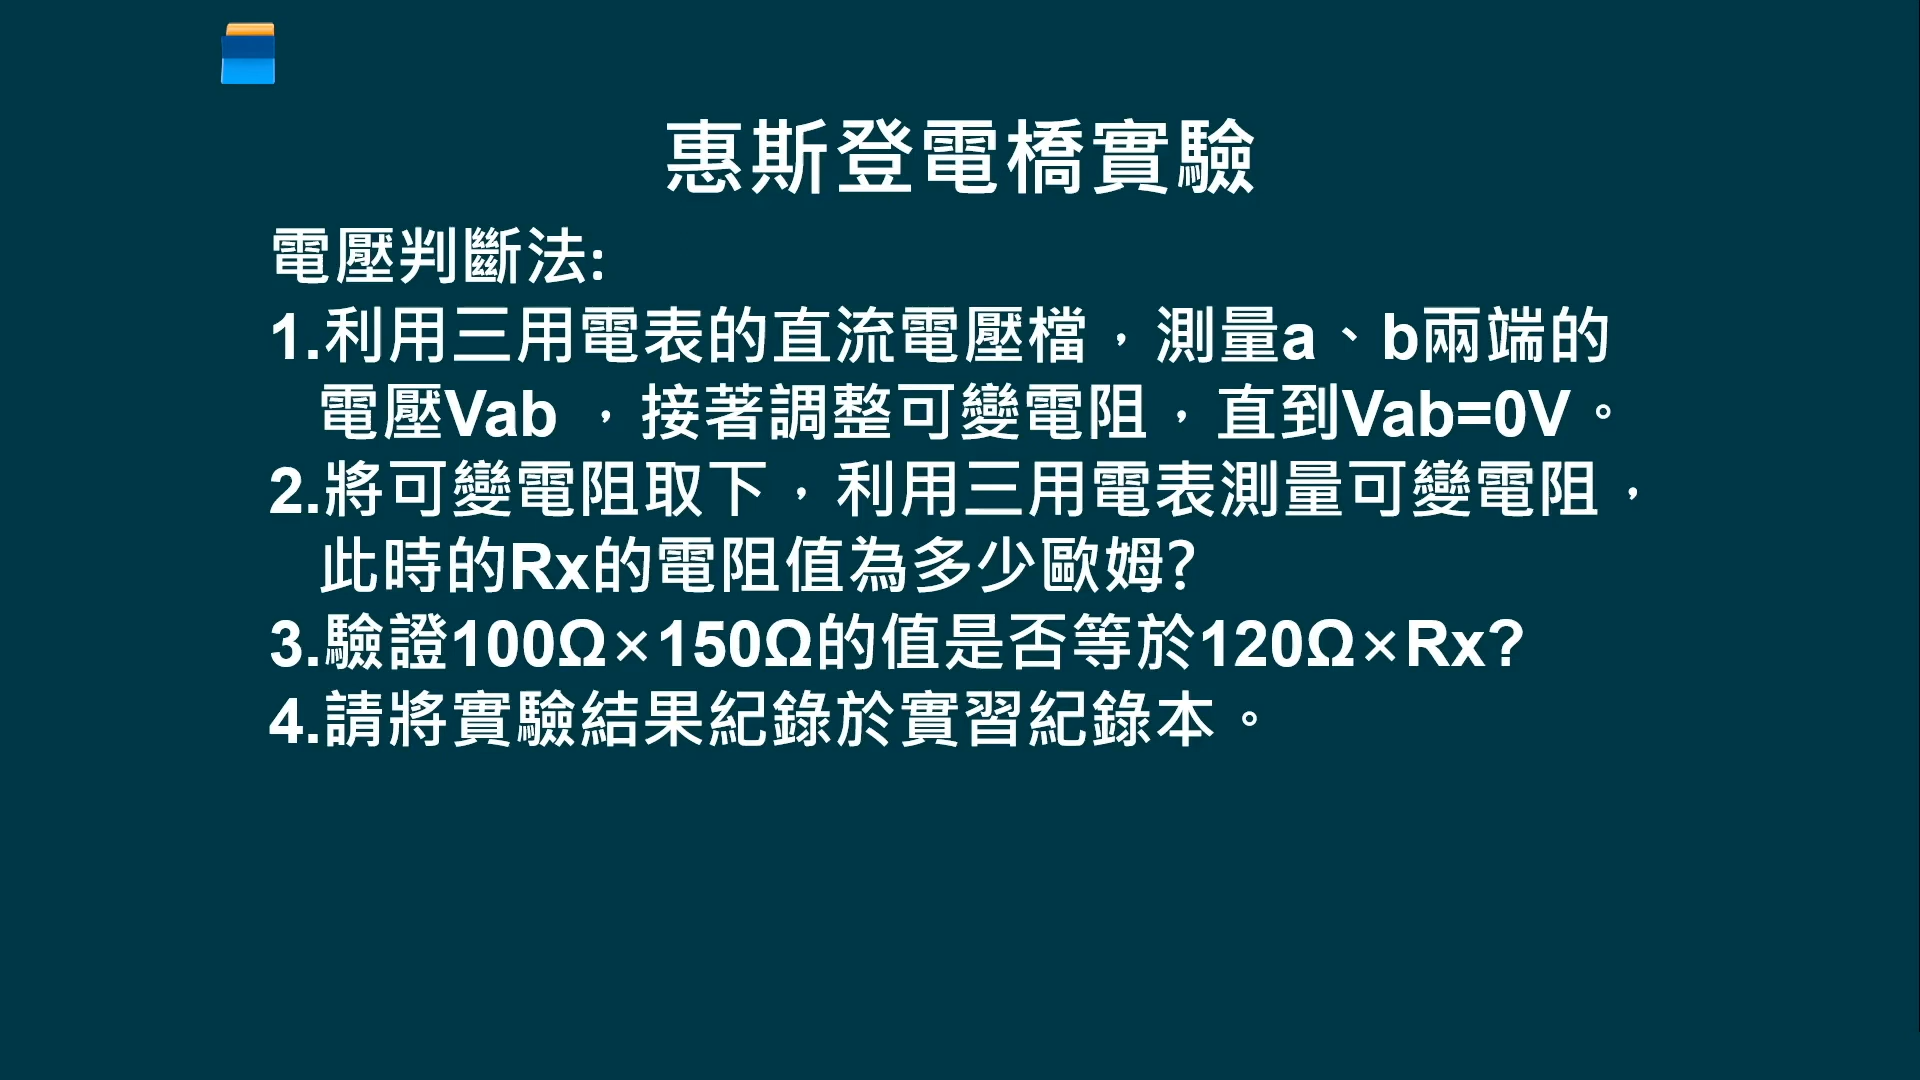 惠斯登電橋實驗
電壓判斷法:
1.利用三用電表的直流電壓檔，測量a、b兩端的
電壓Vab ，接著調整可變電阻，直到Vab=0V。
2.將可變電阻取下，利用三用電表測量可變電阻，
此時的Rx的電阻值為多少歐姆?
3.驗證100Ω×150Ω的值是否等於120Ω×Rx?
4.請將實驗結果紀錄於實習紀錄本。